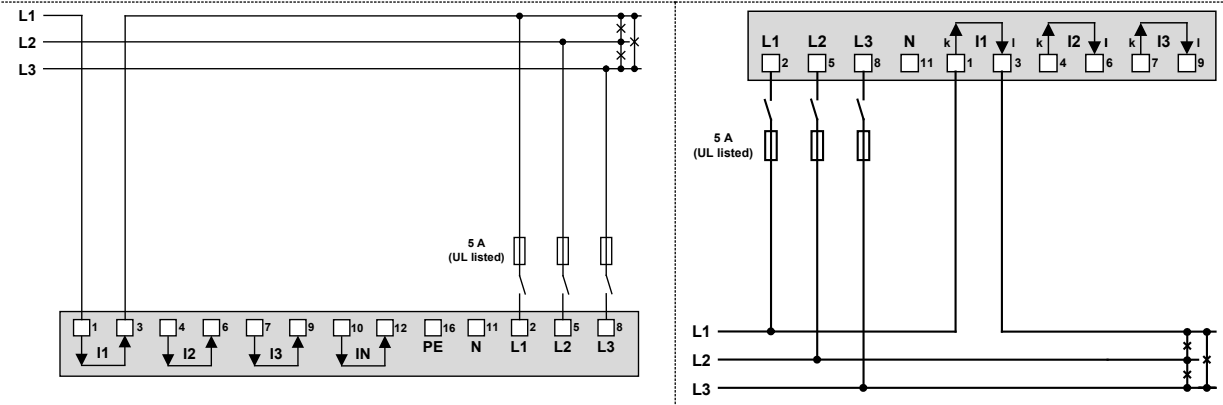 L1
L2
L3
5 A
(UL listed)
1 3 4 6 7 9 10 12 16 11 2 5 8
I1 I2 I3 IN PE N L1 L2 L3
L1 L2 L3 N k I1 l k I2 l k I3 l
2 5 8 11 1 3 4 6 7 9
5 A
(UL listed)
L1
L2
L3